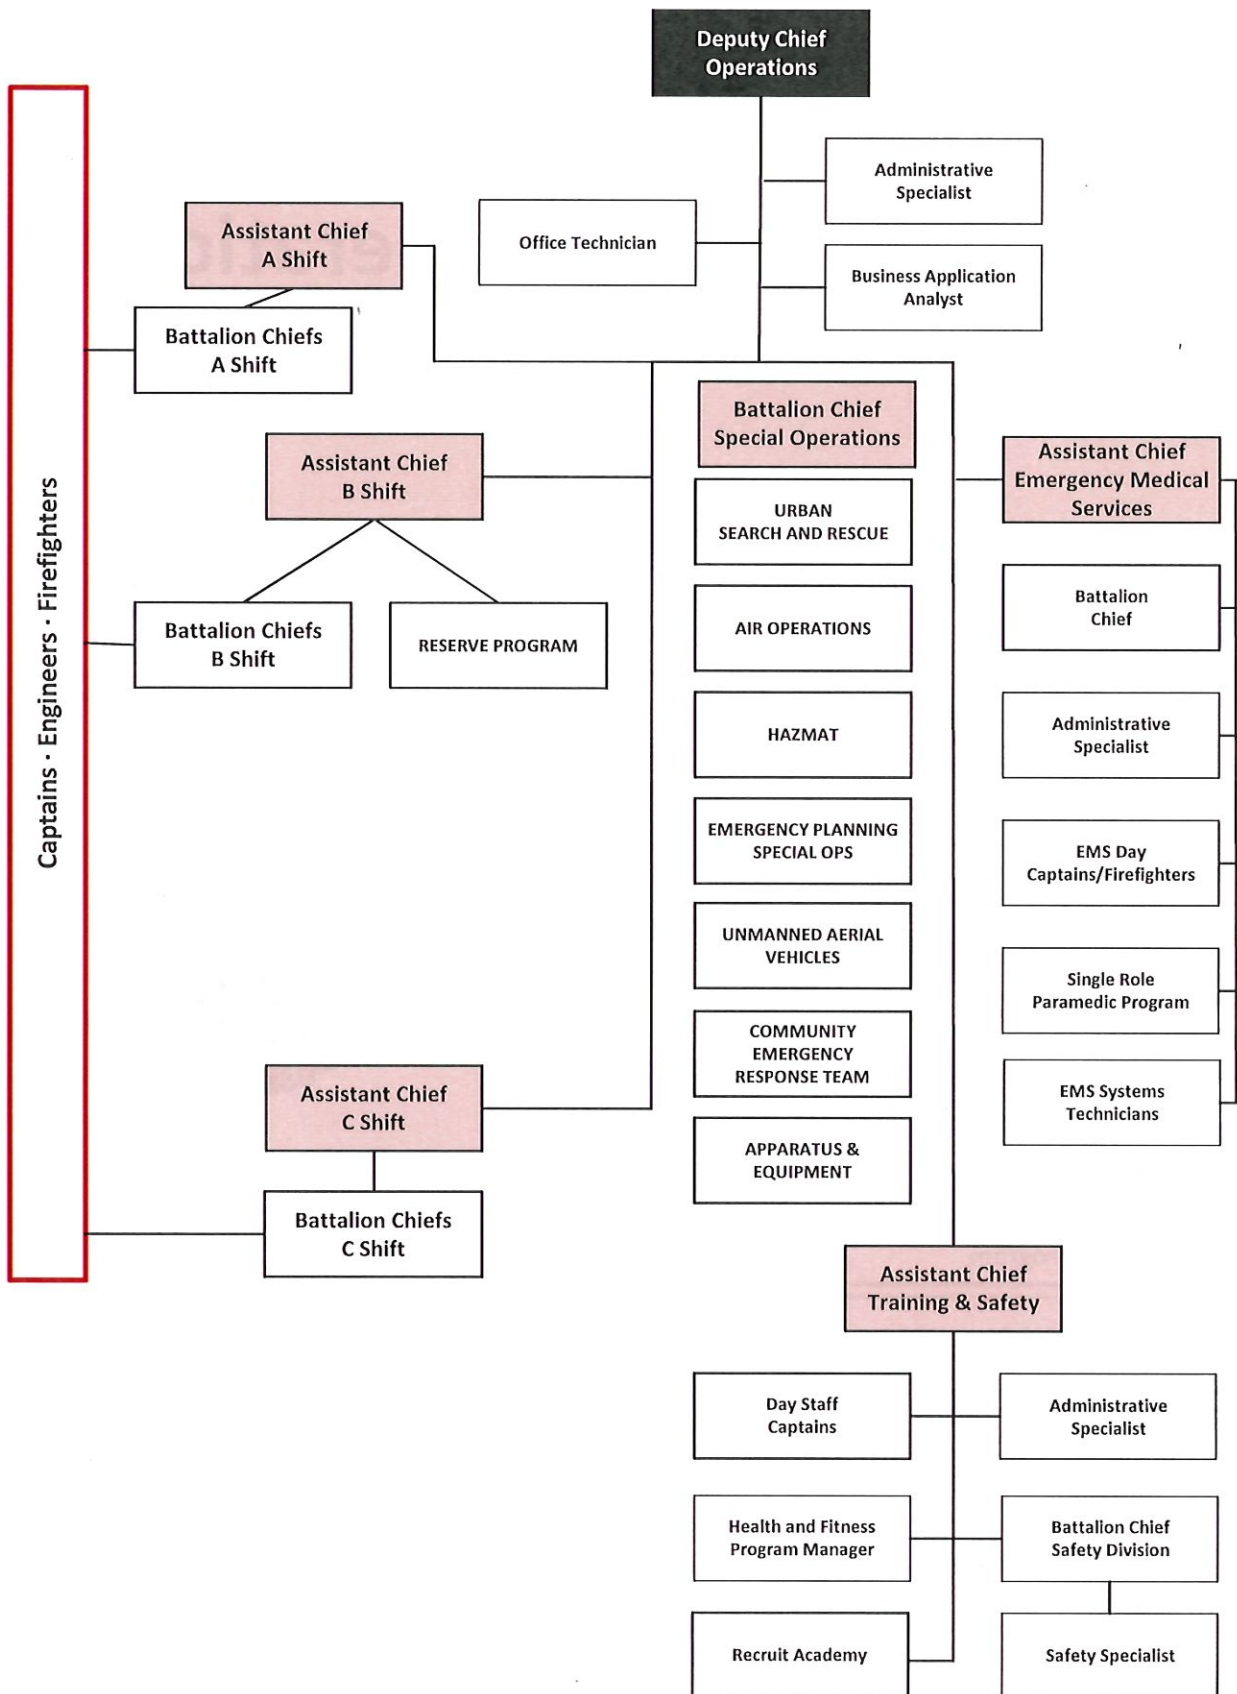 Deputy Chief
Operations
Administrative
Specialist
Office Technician
Business Application
Analyst
Captains · Engineers · Firefighters
Assistant Chief
A Shift
Battalion Chiefs
A Shift
Assistant Chief
B Shift
Battalion Chiefs
B Shift
RESERVE PROGRAM
Assistant Chief
C Shift
Battalion Chiefs
C Shift
Battalion Chief
Special Operations
URBAN
SEARCH AND RESCUE
AIR OPERATIONS
HAZMAT
EMERGENCY PLANNING
SPECIAL OPS
UNMANNED AERIAL
VEHICLES
COMMUNITY
EMERGENCY
RESPONSE TEAM
APPARATUS &
EQUIPMENT
Assistant Chief
Emergency Medical
Services
Battalion
Chief
Administrative
Specialist
EMS Day
Captains/Firefighters
Single Role
Paramedic Program
EMS Systems
Technicians
Assistant Chief
Training & Safety
Day Staff
Captains
Administrative
Specialist
Health and Fitness
Program Manager
Battalion Chief
Safety Division
Recruit Academy
Safety Specialist